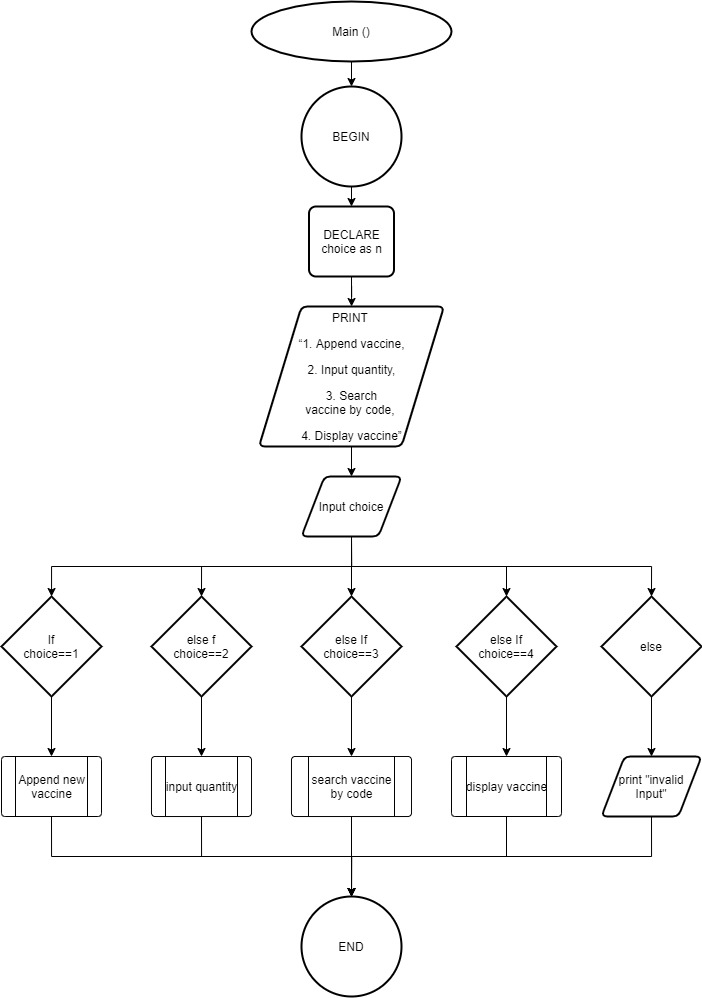 Main ()
BEGIN
DECLARE
choice as n
PRINT
“1. Append vaccine,
2. Input quantity,
3. Search
vaccine by code,
4. Display vaccine”
Input choice
If
choice==1
else f
choice==2
else If
choice==3
else If
choice==4
else
Append new
vaccine
input quantity
search vaccine
by code
display vaccine
print "invalid
Input"
END